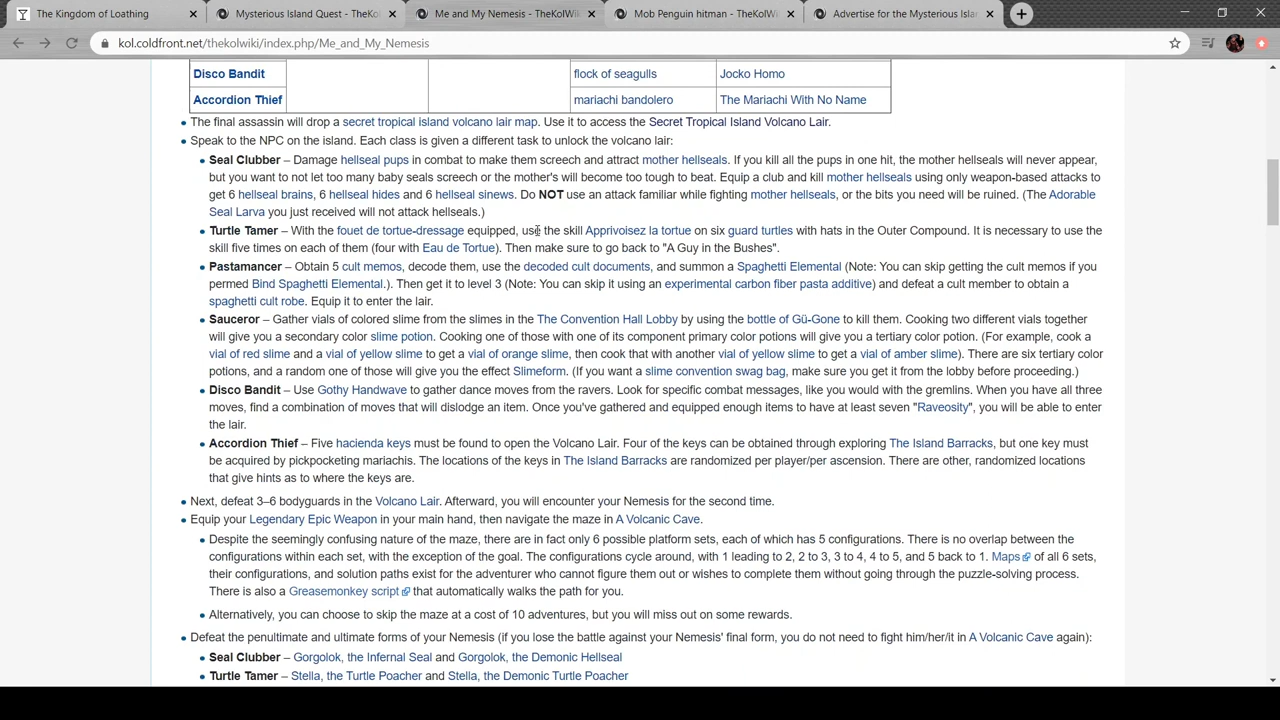 The Kingdom of Loathing
Mysterious Island Quest - TheKol
Me and My Nemesis - TheKolWiki
Mob Penguin hitman - TheKolWi
Advertise for the Mysterious Isla
kol.coldfront.net/thekolwiki/index.php/Me_and_My_Nemesis
Disco Bandit flock of seagulls Jocko Homo
Accordion Thief mariachi bandolero The Mariachi With No Name
The final assassin will drop a secret tropical island volcano lair map. Use it to access the Secret Tropical Island Volcano Lair.
Speak to the NPC on the island. Each class is given a different task to unlock the volcano lair:
Seal Clubber – Damage hellseal pups in combat to make them screech and attract mother hellseals. If you kill all the pups in one hit, the mother hellseals will never appear,
but you want to not let too many baby seals screech or the mother's will become too tough to beat. Equip a club and kill mother hellseals using only weapon-based attacks to
get 6 hellseal brains, 6 hellseal hides and 6 hellseal sinews. Do NOT use an attack familiar while fighting mother hellseals, or the bits you need will be ruined. (The Adorable
Seal Larva you just received will not attack hellseals.)
Turtle Tamer – With the fouet de tortue-dressage equipped, use the skill Apprivoisez la tortue on six guard turtles with hats in the Outer Compound. It is necessary to use the
skill five times on each of them (four with Eau de Tortue). Then make sure to go back to "A Guy in the Bushes".
Pastamancer – Obtain 5 cult memos, decode them, use the decoded cult documents, and summon a Spaghetti Elemental (Note: You can skip getting the cult memos if you
permed Bind Spaghetti Elemental.). Then get it to level 3 (Note: You can skip it using an experimental carbon fiber pasta additive) and defeat a cult member to obtain a
spaghetti cult robe. Equip it to enter the lair.
Sauceror – Gather vials of colored slime from the slimes in the The Convention Hall Lobby by using the bottle of Gü-Gone to kill them. Cooking two different vials together
will give you a secondary color slime potion. Cooking one of those with one of its component primary color potions will give you a tertiary color potion. (For example, cook a
vial of red slime and a vial of yellow slime to get a vial of orange slime, then cook that with another vial of yellow slime to get a vial of amber slime). There are six tertiary color
potions, and a random one of those will give you the effect Slimeform. (If you want a slime convention swag bag, make sure you get it from the lobby before proceeding.)
Disco Bandit – Use Gothy Handwave to gather dance moves from the ravers. Look for specific combat messages, like you would with the gremlins. When you have all three
moves, find a combination of moves that will dislodge an item. Once you've gathered and equipped enough items to have at least seven "Raveosity", you will be able to enter
the lair.
Accordion Thief – Five hacienda keys must be found to open the Volcano Lair. Four of the keys can be obtained through exploring The Island Barracks, but one key must
be acquired by pickpocketing mariachis. The locations of the keys in The Island Barracks are randomized per player/per ascension. There are other, randomized locations
that give hints as to where the keys are.
Next, defeat 3–6 bodyguards in the Volcano Lair. Afterward, you will encounter your Nemesis for the second time.
Equip your Legendary Epic Weapon in your main hand, then navigate the maze in A Volcanic Cave.
Despite the seemingly confusing nature of the maze, there are in fact only 6 possible platform sets, each of which has 5 configurations. There is no overlap between the
configurations within each set, with the exception of the goal. The configurations cycle around, with 1 leading to 2, 2 to 3, 3 to 4, 4 to 5, and 5 back to 1. Maps of all 6 sets,
their configurations, and solution paths exist for the adventurer who cannot figure them out or wishes to complete them without going through the puzzle-solving process.
There is also a Greasemonkey script that automatically walks the path for you.
Alternatively, you can choose to skip the maze at a cost of 10 adventures, but you will miss out on some rewards.
Defeat the penultimate and ultimate forms of your Nemesis (if you lose the battle against your Nemesis' final form, you do not need to fight him/her/it in A Volcanic Cave again):
Seal Clubber – Gorgolok, the Infernal Seal and Gorgolok, the Demonic Hellseal
Turtle Tamer – Stella, the Turtle Poacher and Stella, the Demonic Turtle Poacher